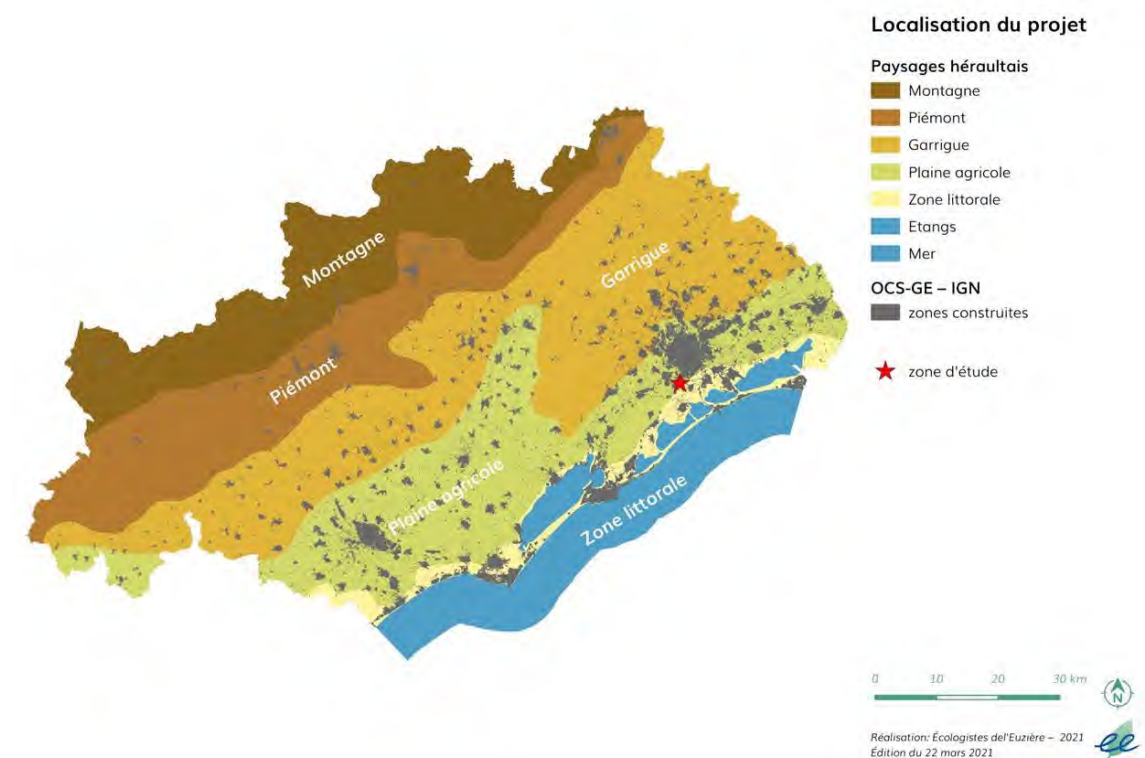 Localisation du projet
Paysages héraultais
Montagne
Piémont
Garrigue
Plaine agricole
Zone littorale
Etangs
Mer
OCS-GE – IGN
zones construites
zone d'étude
Montagne
Garrigue
Piémont
Plaine agricole
Zone littorale
0 10 20 30 km
N
Réalisation: Écologistes del'Euzière – 2021
Édition du 22 mars 2021
ee